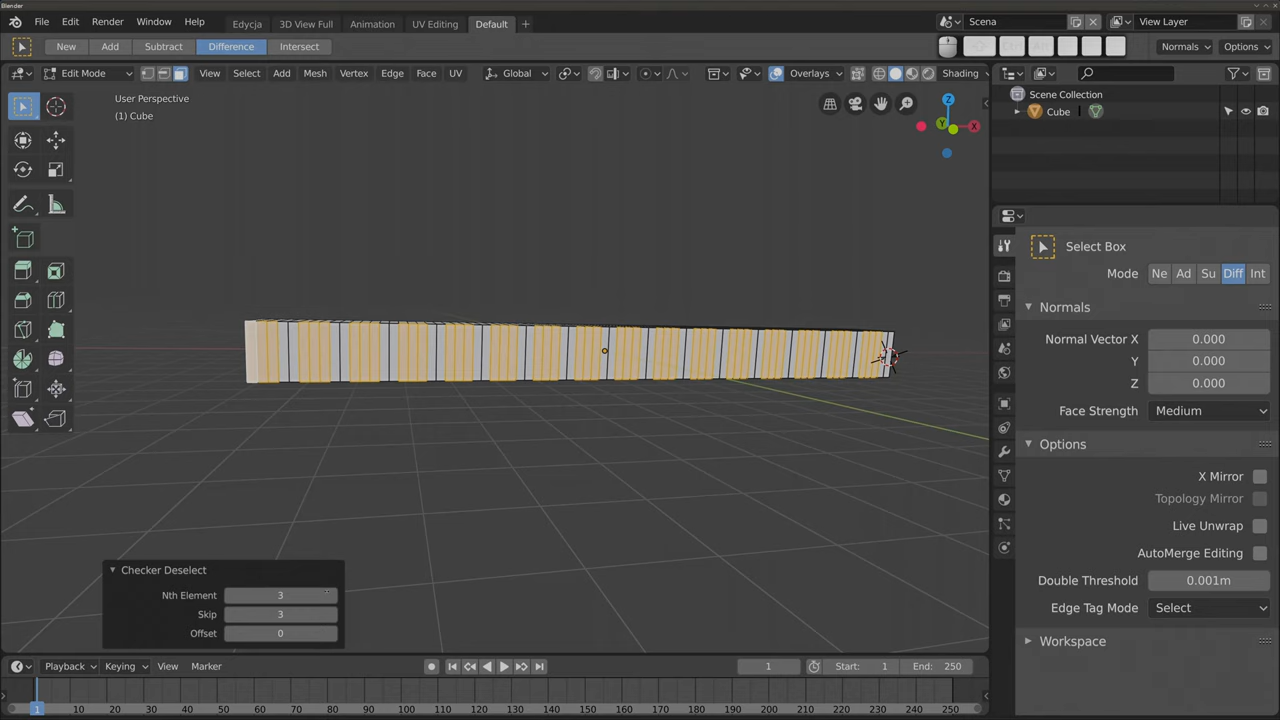 Blender
File Edit Render Window Help Edycja 3D View Full Animation UV Editing Default + Scena View Layer
New Add Subtract Difference Intersect Normals Options
Edit Mode View Select Add Mesh Vertex Edge Face UV Global Overlays Shading
User Perspective
(1) Cube
Z
Y
X
Scene Collection
Cube
Select Box
Mode Ne Ad Su Diff Int
Normals
Normal Vector X 0.000
Y 0.000
Z 0.000
Face Strength Medium
Options
X Mirror
Topology Mirror
Live Unwrap
AutoMerge Editing
Double Threshold 0.001m
Edge Tag Mode Select
Workspace
Checker Deselect
Nth Element 3
Skip 3
Offset 0
Playback Keying View Marker 1 Start: 1 End: 250
1 10 20 30 40 50 60 70 80 90 100 110 120 130 140 150 160 170 180 190 200 210 220 230 240 250